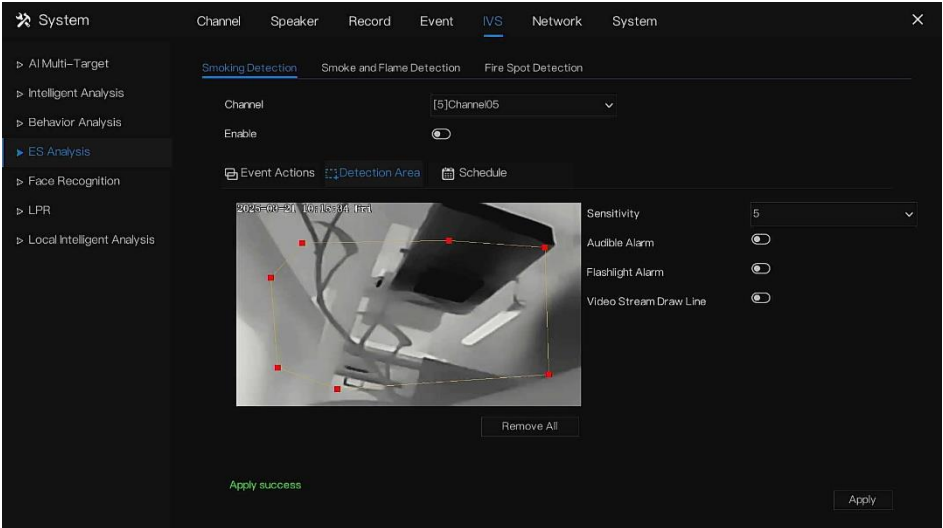 System
Channel Speaker Record Event IVS Network System
AI Multi-Target
Intelligent Analysis
Behavior Analysis
ES Analysis
Face Recognition
LPR
Local Intelligent Analysis
Smoking Detection Smoke and Flame Detection Fire Spot Detection
Channel [5]Channel05
Enable
Event Actions Detection Area Schedule
Sensitivity 5
Audible Alarm
Flashlight Alarm
Video Stream Draw Line
Remove All
Apply success
Apply